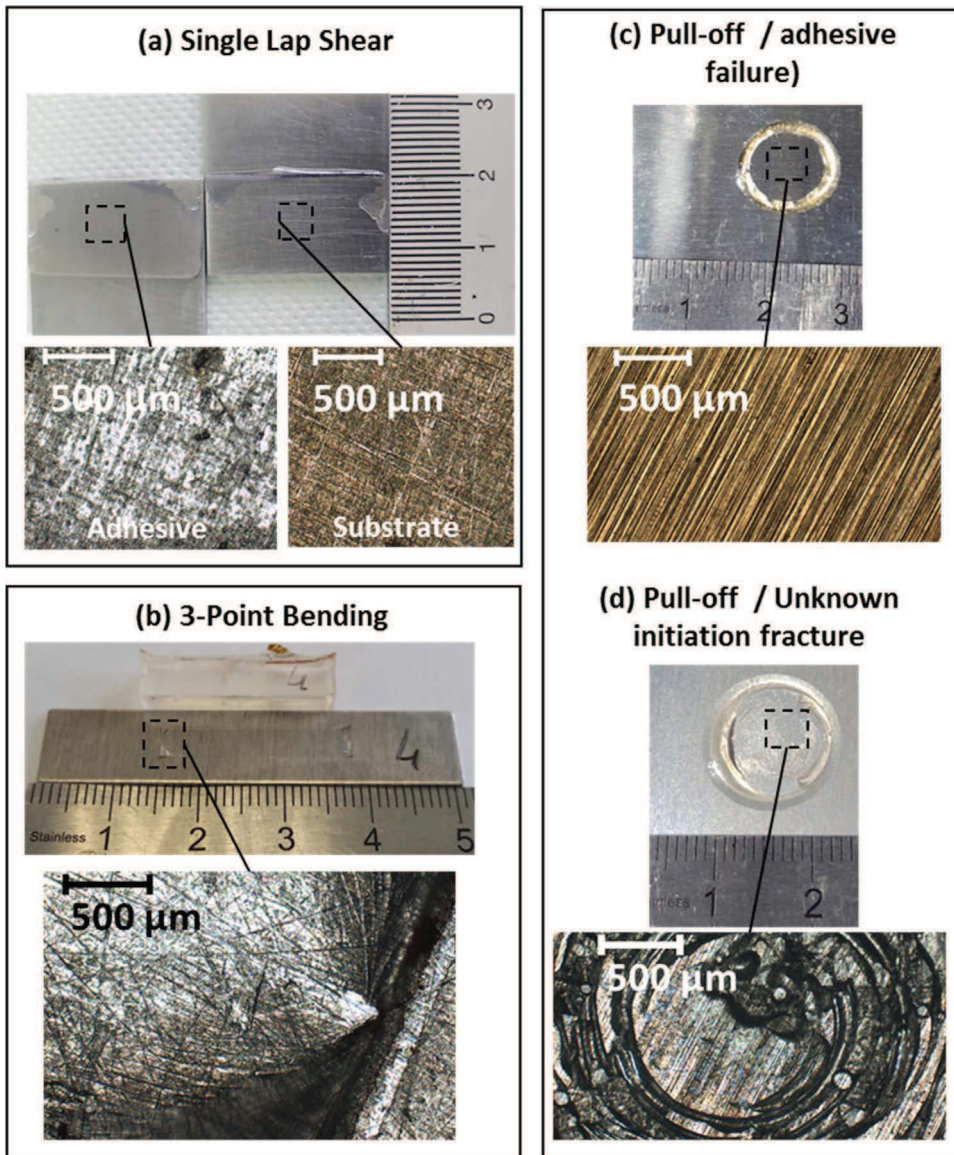 (a) Single Lap Shear
3
2
1
0
500 µm
Adhesive
500 µm
Substrate
(b) 3-Point Bending
4
4
Stainless 1 2 3 4 5
500 µm
(c) Pull-off / adhesive
failure)
1 2 3
500 µm
(d) Pull-off / Unknown
initiation fracture
1 2
500 µm